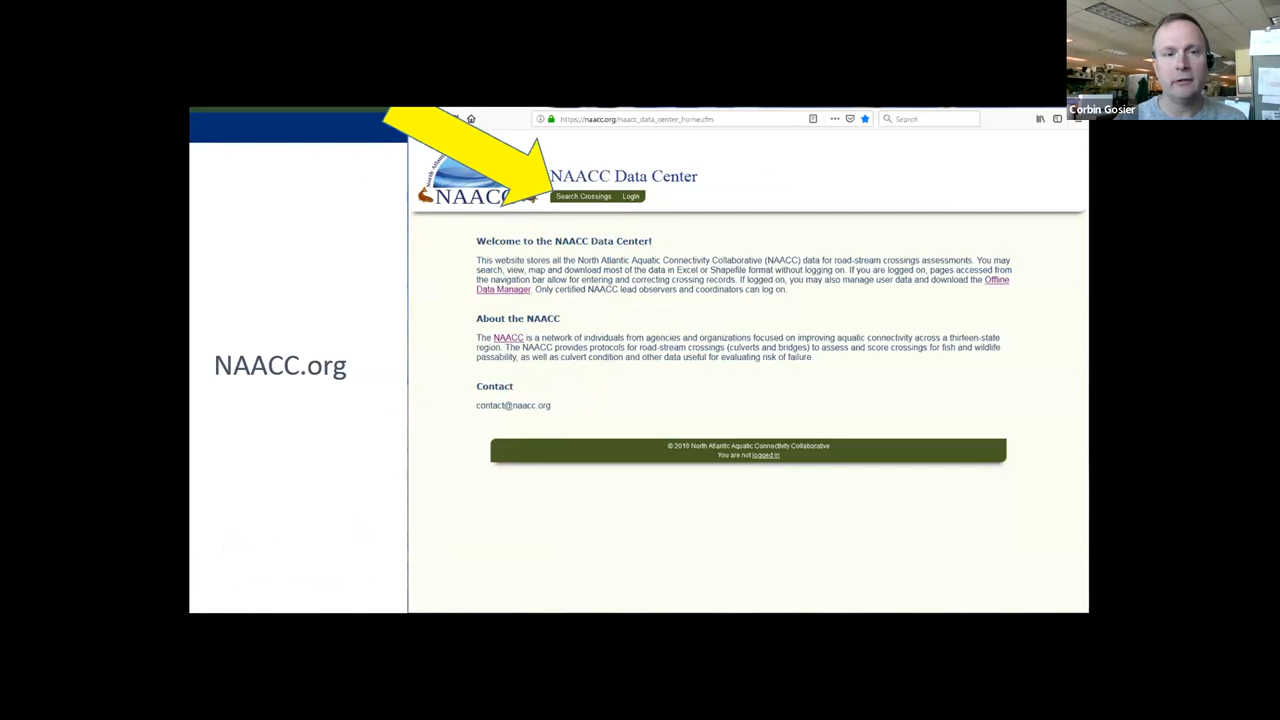 Corbin Gosier
https://naacc.org/naacc_data_center_home.cfm
Search
North Atlan
NAACC
NAACC Data Center
Search Crossings Login
Welcome to the NAACC Data Center!
This website stores all the North Atlantic Aquatic Connectivity Collaborative (NAACC) data for road-stream crossings assessments. You may
search, view, map and download most of the data in Excel or Shapefile format without logging on. If you are logged on, pages accessed from
the navigation bar allow for entering and correcting crossing records. If logged on, you may also manage user data and download the Offline
Data Manager. Only certified NAACC lead observers and coordinators can log on.
About the NAACC
The NAACC is a network of individuals from agencies and organizations focused on improving aquatic connectivity across a thirteen-state
region. The NAACC provides protocols for road-stream crossings (culverts and bridges) to assess and score crossings for fish and wildlife
passability, as well as culvert condition and other data useful for evaluating risk of failure.
NAACC.org
Contact
contact@naacc.org
© 2019 North Atlantic Aquatic Connectivity Collaborative
You are not logged in